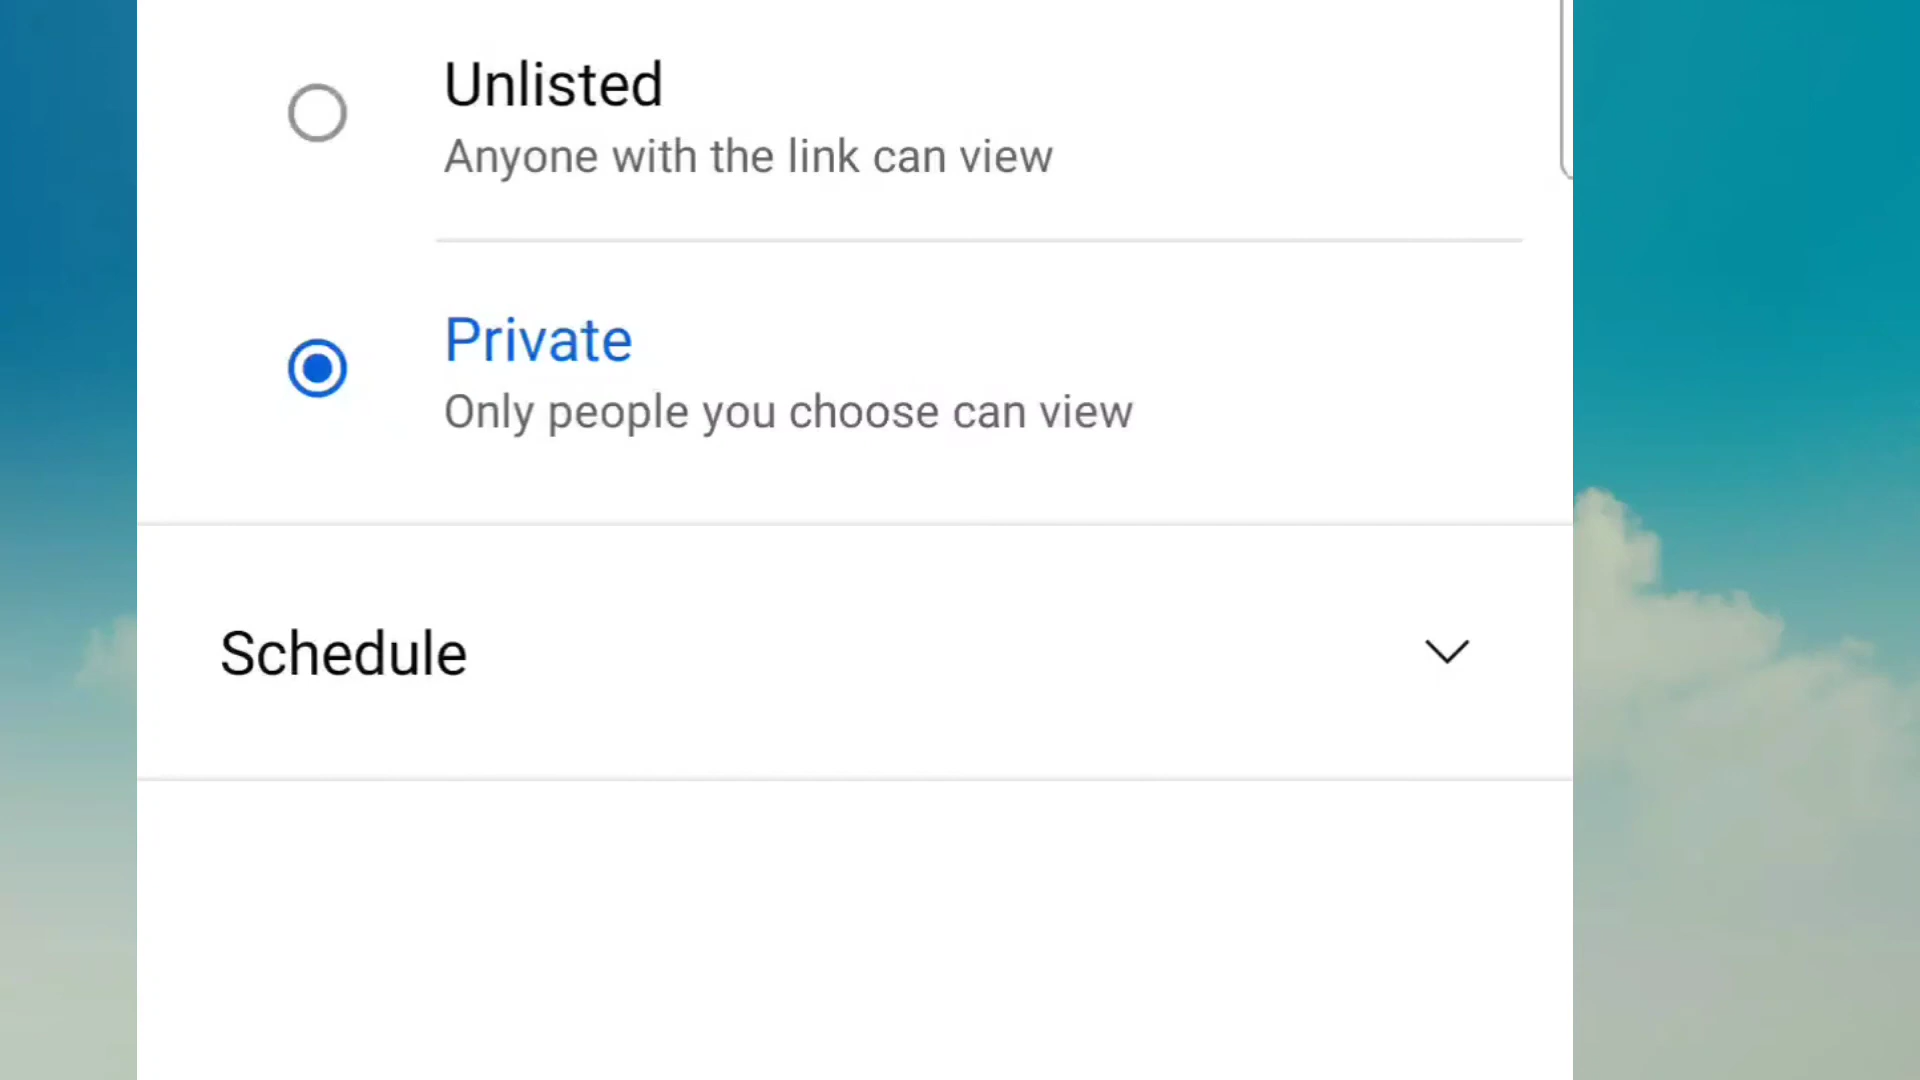 Unlisted
Anyone with the link can view
Private
Only people you choose can view
Schedule